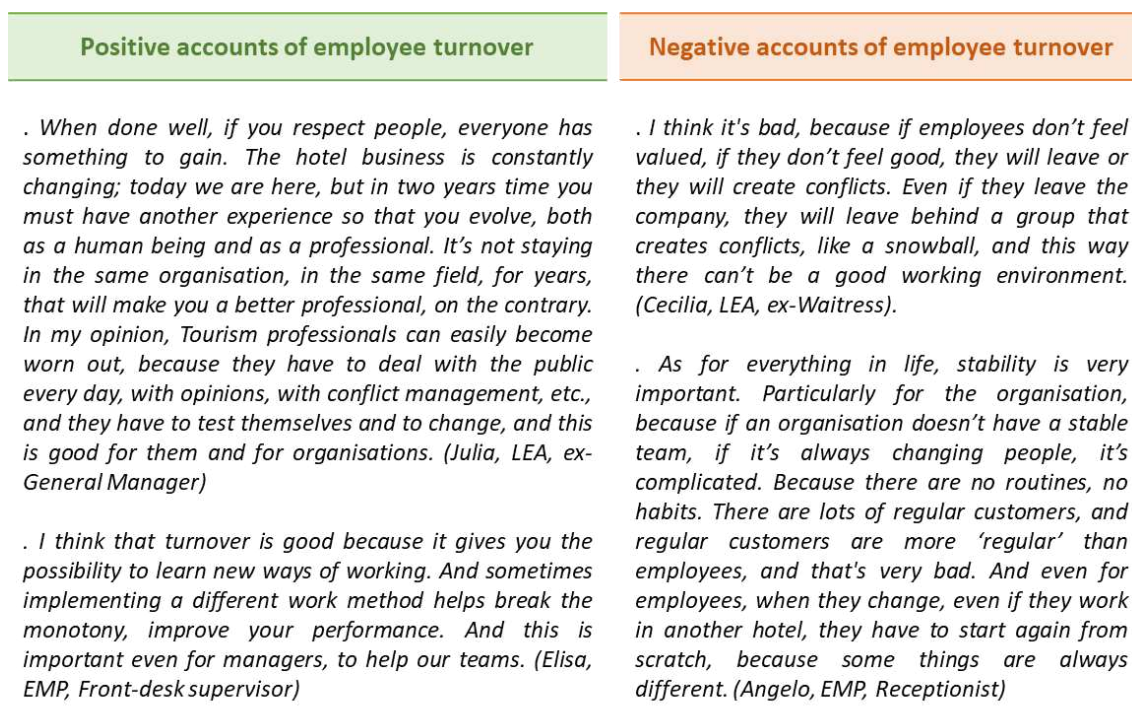 Positive accounts of employee turnover
. When done well, if you respect people, everyone has
something to gain. The hotel business is constantly
changing; today we are here, but in two years time you
must have another experience so that you evolve, both
as a human being and as a professional. It’s not staying
in the same organisation, in the same field, for years,
that will make you a better professional, on the contrary.
In my opinion, Tourism professionals can easily become
worn out, because they have to deal with the public
every day, with opinions, with conflict management, etc.,
and they have to test themselves and to change, and this
is good for them and for organisations. (Julia, LEA, ex-
General Manager)
. I think that turnover is good because it gives you the
possibility to learn new ways of working. And sometimes
implementing a different work method helps break the
monotony, improve your performance. And this is
important even for managers, to help our teams. (Elisa,
EMP, Front-desk supervisor)
Negative accounts of employee turnover
. I think it's bad, because if employees don’t feel
valued, if they don’t feel good, they will leave or
they will create conflicts. Even if they leave the
company, they will leave behind a group that
creates conflicts, like a snowball, and this way
there can’t be a good working environment.
(Cecilia, LEA, ex-Waitress).
. As for everything in life, stability is very
important. Particularly for the organisation,
because if an organisation doesn’t have a stable
team, if it’s always changing people, it’s
complicated. Because there are no routines, no
habits. There are lots of regular customers, and
regular customers are more ‘regular’ than
employees, and that's very bad. And even for
employees, when they change, even if they work
in another hotel, they have to start again from
scratch, because some things are always
different. (Angelo, EMP, Receptionist)